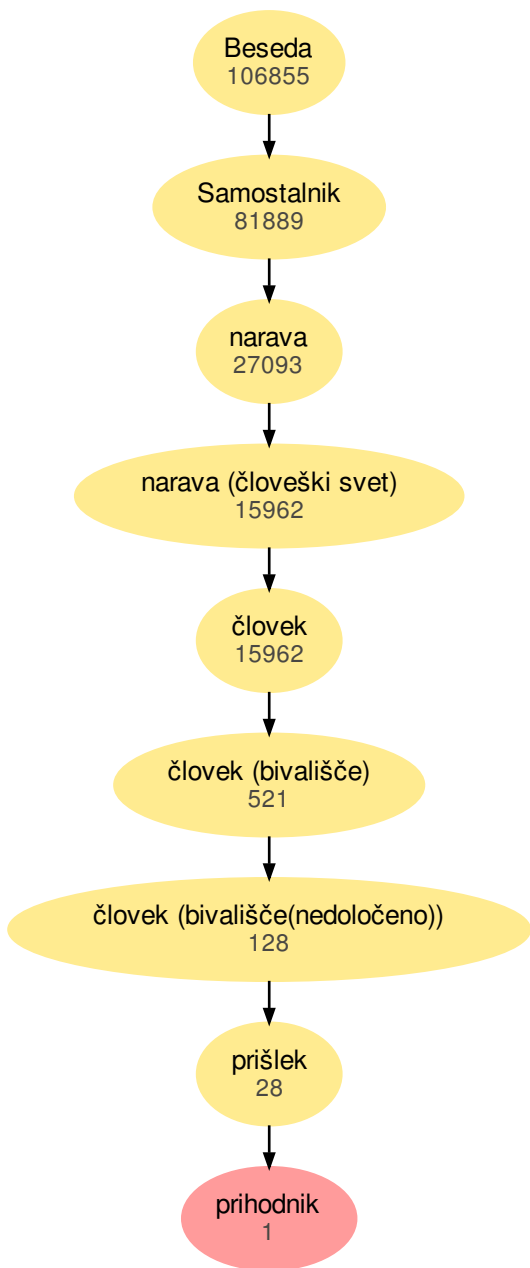 Beseda
106855
Samostalnik
81889
narava
27093
narava (človeški svet)
15962
človek
15962
človek (bivališče)
521
človek (bivališče(nedoločeno))
128
prišlek
28
prihodnik
1